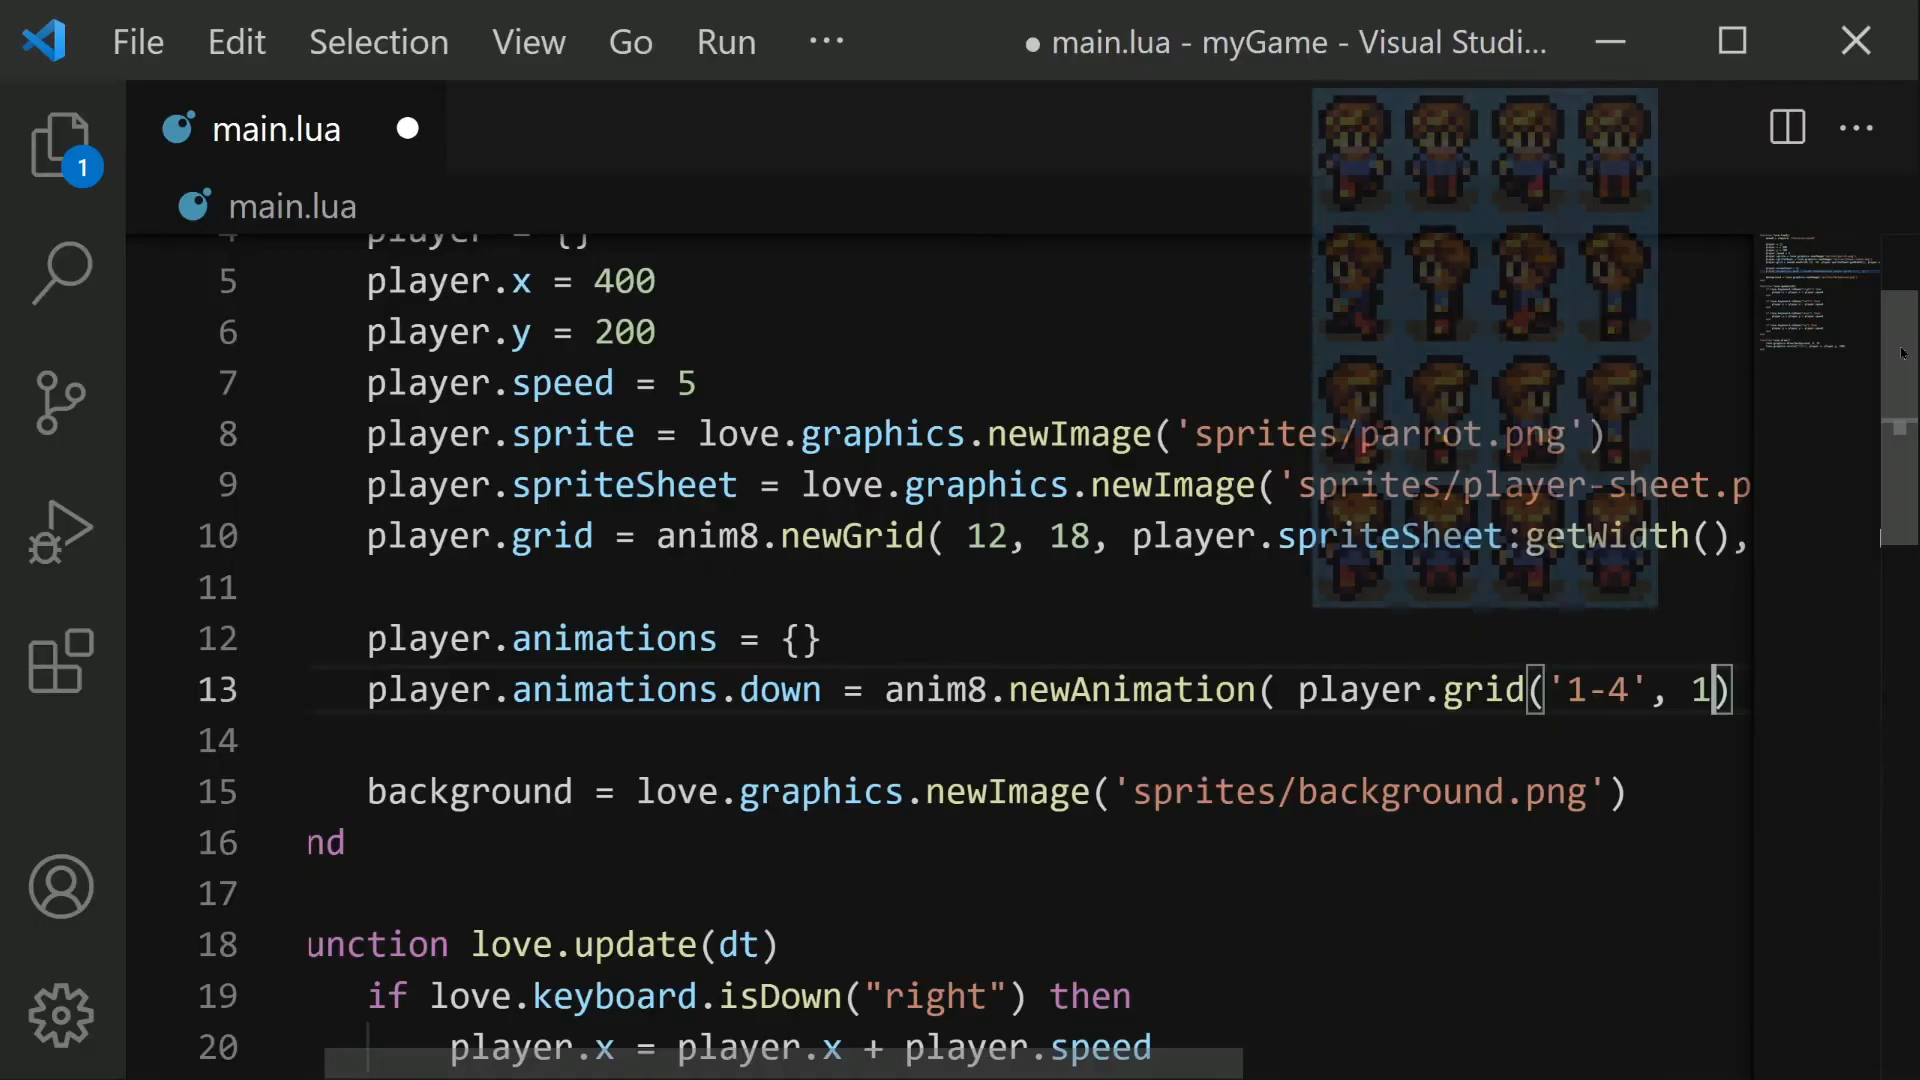 File Edit Selection View Go Run ··· ● main.lua - myGame - Visual Studi...
main.lua ●
1
main.lua
4 player = {}
5 player.x = 400
6 player.y = 200
7 player.speed = 5
8 player.sprite = love.graphics.newImage('sprites/parrot.png')
9 player.spriteSheet = love.graphics.newImage('sprites/player-sheet.p
10 player.grid = anim8.newGrid( 12, 18, player.spriteSheet:getWidth(),
11
12 player.animations = {}
13 player.animations.down = anim8.newAnimation( player.grid('1-4', 1)
14
15 background = love.graphics.newImage('sprites/background.png')
16 nd
17
18 unction love.update(dt)
19 if love.keyboard.isDown("right") then
20 player.x = player.x + player.speed